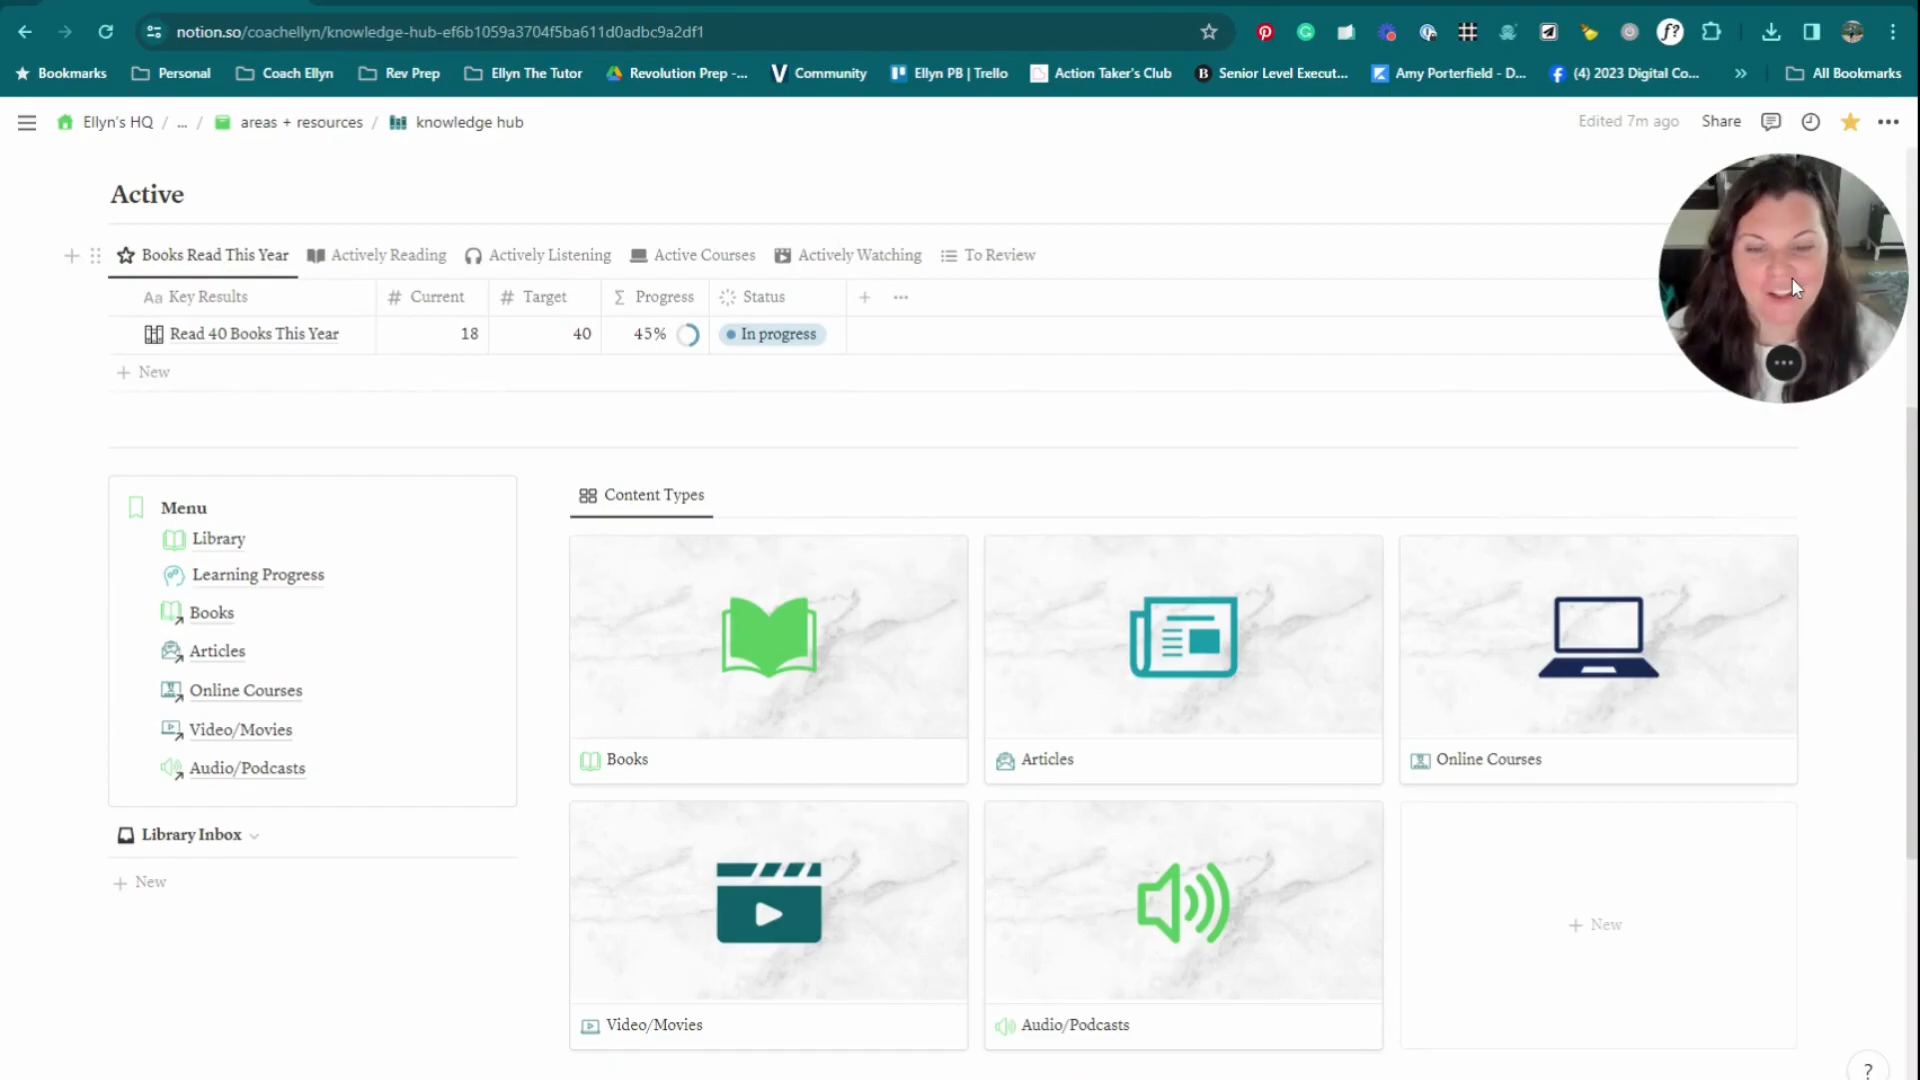 notion.so/coachellyn/knowledge-hub-ef6b1059a3704f5ba611d0adbc9a2df1
Bookmarks Personal Coach Ellyn Rev Prep Ellyn The Tutor Revolution Prep -... Community Ellyn PB | Trello Action Taker's Club Senior Level Execut... Amy Porterfield - D... (4) 2023 Digital Co... » All Bookmarks
Ellyn's HQ / ... / areas + resources / knowledge hub Edited 7m ago Share
Active
Books Read This Year Actively Reading Actively Listening Active Courses Actively Watching To Review
Aa Key Results # Current # Target Σ Progress Status + ...
Read 40 Books This Year 18 40 45% In progress
+ New
Menu
Library
Learning Progress
Books
Articles
Online Courses
Video/Movies
Audio/Podcasts
Library Inbox
+ New
Content Types
Books Articles Online Courses
+ New
Video/Movies Audio/Podcasts
?